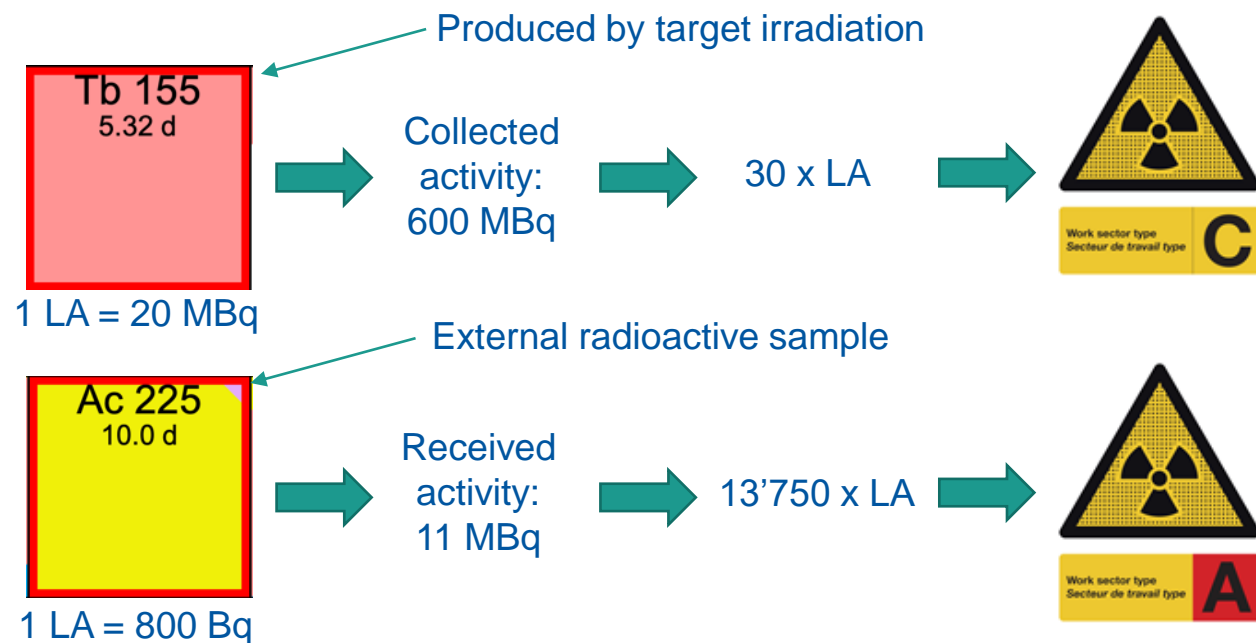 Produced by target irradiation
Tb 155
5.32 d
Collected
activity:
600 MBq
30 x LA
Work sector type
Secteur de travail type
C
1 LA = 20 MBq
External radioactive sample
Ac 225
10.0 d
Received
activity:
11 MBq
13’750 x LA
Work sector type
Secteur de travail type
A
1 LA = 800 Bq